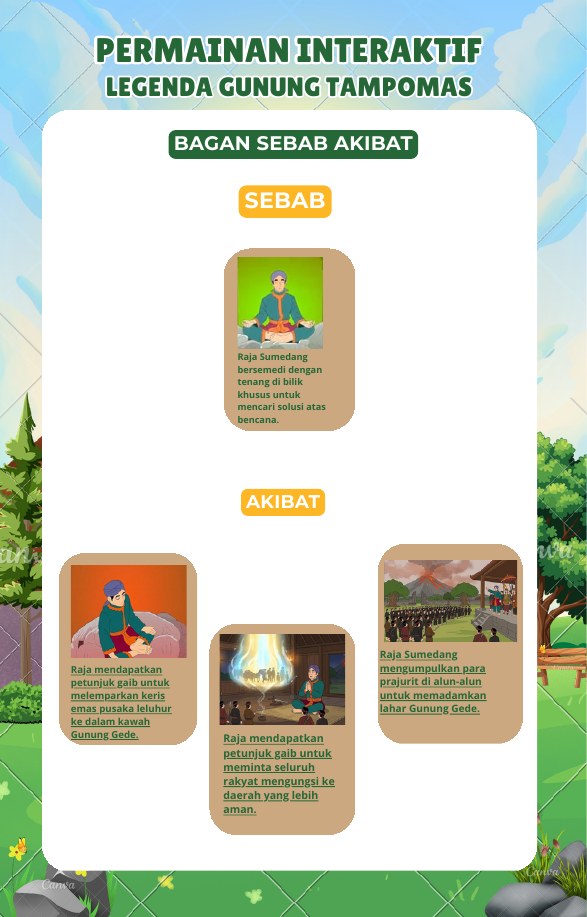 PERMAINAN INTERAKTIF
LEGENDA GUNUNG TAMPOMAS
BAGAN SEBAB AKIBAT
SEBAB
Raja Sumedang
bersemedi dengan
tenang di bilik
khusus untuk
mencari solusi atas
bencana.
AKIBAT
Raja mendapatkan
petunjuk gaib untuk
melemparkan keris
emas pusaka leluhur
ke dalam kawah
Gunung Gede.
Raja mendapatkan
petunjuk gaib untuk
meminta seluruh
rakyat mengungsi ke
daerah yang lebih
aman.
Raja Sumedang
mengumpulkan para
prajurit di alun-alun
untuk memadamkan
lahar Gunung Gede.
Canva